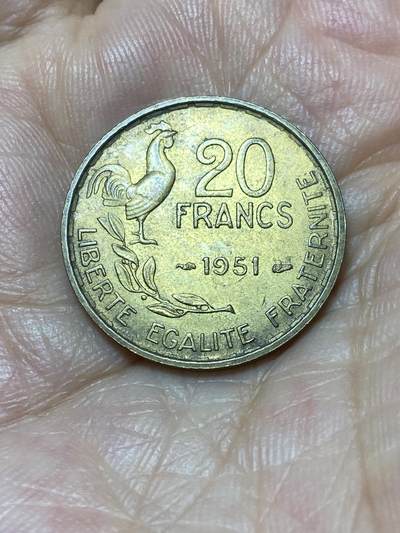 20
FRANCS
1951
LIBERTE EGALITE FRATERNITE